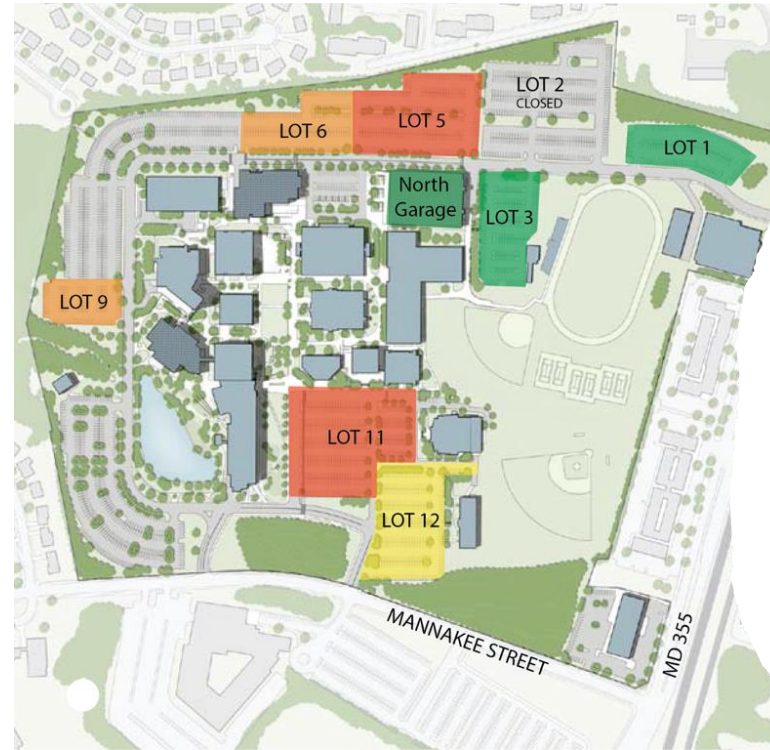 LOT 2
CLOSED
LOT 5
LOT 6
LOT 1
North
Garage
LOT 3
LOT 9
LOT 11
LOT 12
MANNAKEE STREET
MD 355